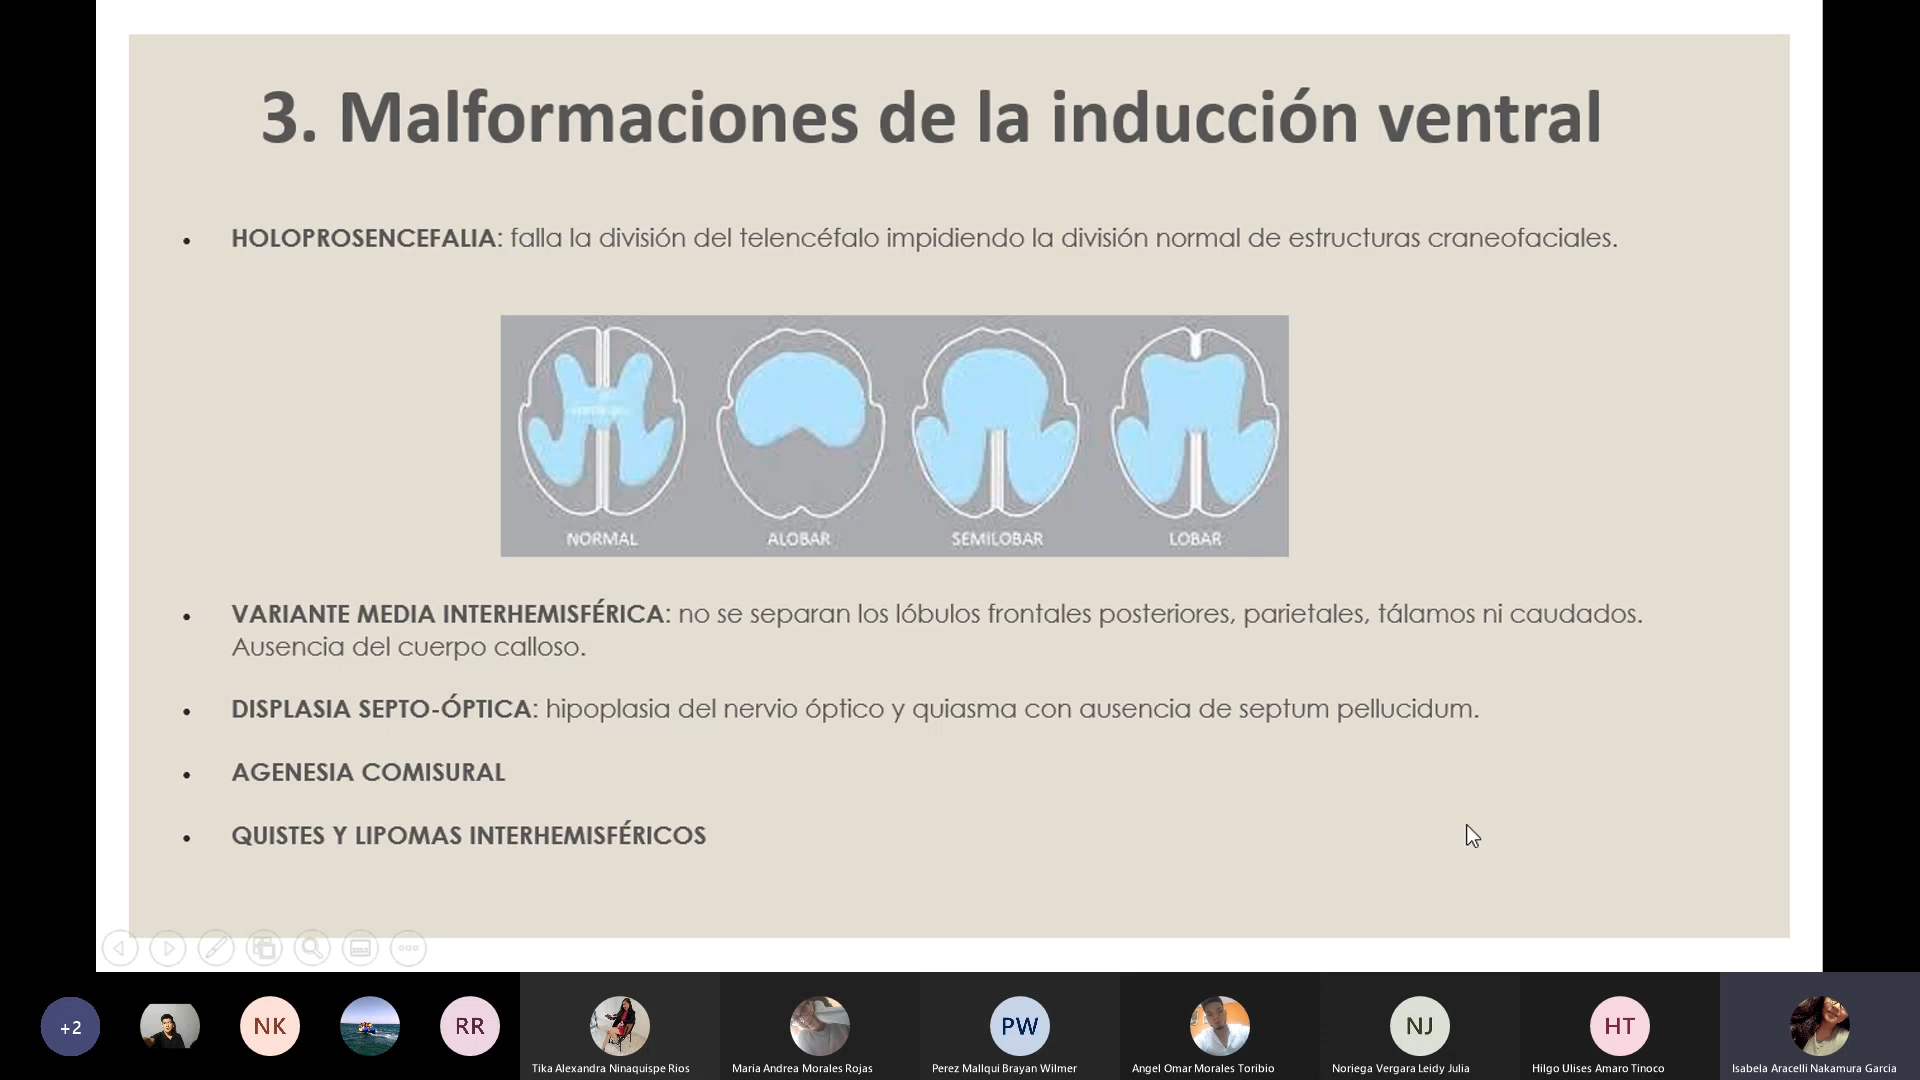 3. Malformaciones de la inducción ventral
• HOLOPROSENCEFALIA: falla la división del telencéfalo impidiendo la división normal de estructuras craneofaciales.
NORMAL
ALOBAR
SEMILOBAR
LOBAR
• VARIANTE MEDIA INTERHEMISFÉRICA: no se separan los lóbulos frontales posteriores, parietales, tálamos ni caudados.
Ausencia del cuerpo calloso.
• DISPLASIA SEPTO-ÓPTICA: hipoplasia del nervio óptico y quiasma con ausencia de septum pellucidum.
• AGENESIA COMISURAL
• QUISTES Y LIPOMAS INTERHEMISFÉRICOS
+2
NK
RR
PW
NJ
HT
Tika Alexandra Ninaquispe Rios
Maria Andrea Morales Rojas
Perez Mallqui Brayan Wilmer
Angel Omar Morales Toribio
Noriega Vergara Leidy Julia
Hilgo Ulises Amaro Tinoco
Isabela Aracelli Nakamura Garcia